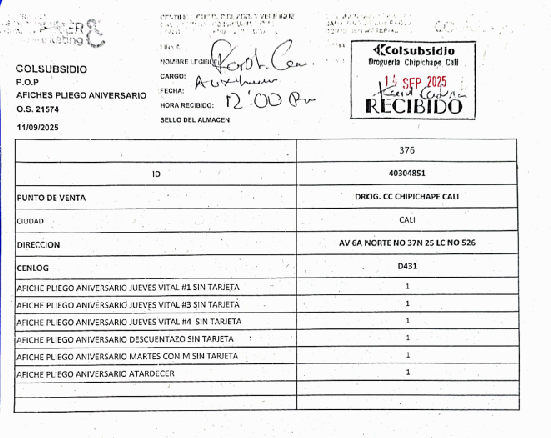 COLSUBSIDIO
P.O.P
AFICHES PLIEGO ANIVERSARIO
O.S. 21574
11/09/2025
NOMBRE LEGIBLE:
CARGO: Auxiliar
FECHA:
HORA RECIBIDO: 12:00 Pm
SELLO DEL ALMACEN
Colsubsidio
Drogueria Chipichape Cali
SEP 2025
RECIBIDO
376
ID 40304851
PUNTO DE VENTA DROG. CC CHIPICHAPE CALI
CIUDAD CALI
DIRECCION AV 6A NORTE NO 37N 25 LC NO 526
CENLOG D431
AFICHE PLIEGO ANIVERSARIO JUEVES VITAL #1 SIN TARJETA 1
AFICHE PLIEGO ANIVERSARIO JUEVES VITAL #3 SIN TARJETA 1
AFICHE PLIEGO ANIVERSARIO JUEVES VITAL #4 SIN TARJETA 1
AFICHE PLIEGO ANIVERSARIO DESCUENTAZO SIN TARJETA 1
AFICHE PLIEGO ANIVERSARIO MARTES CON M SIN TARJETA 1
AFICHE PLIEGO ANIVERSARIO ATARDECER 1